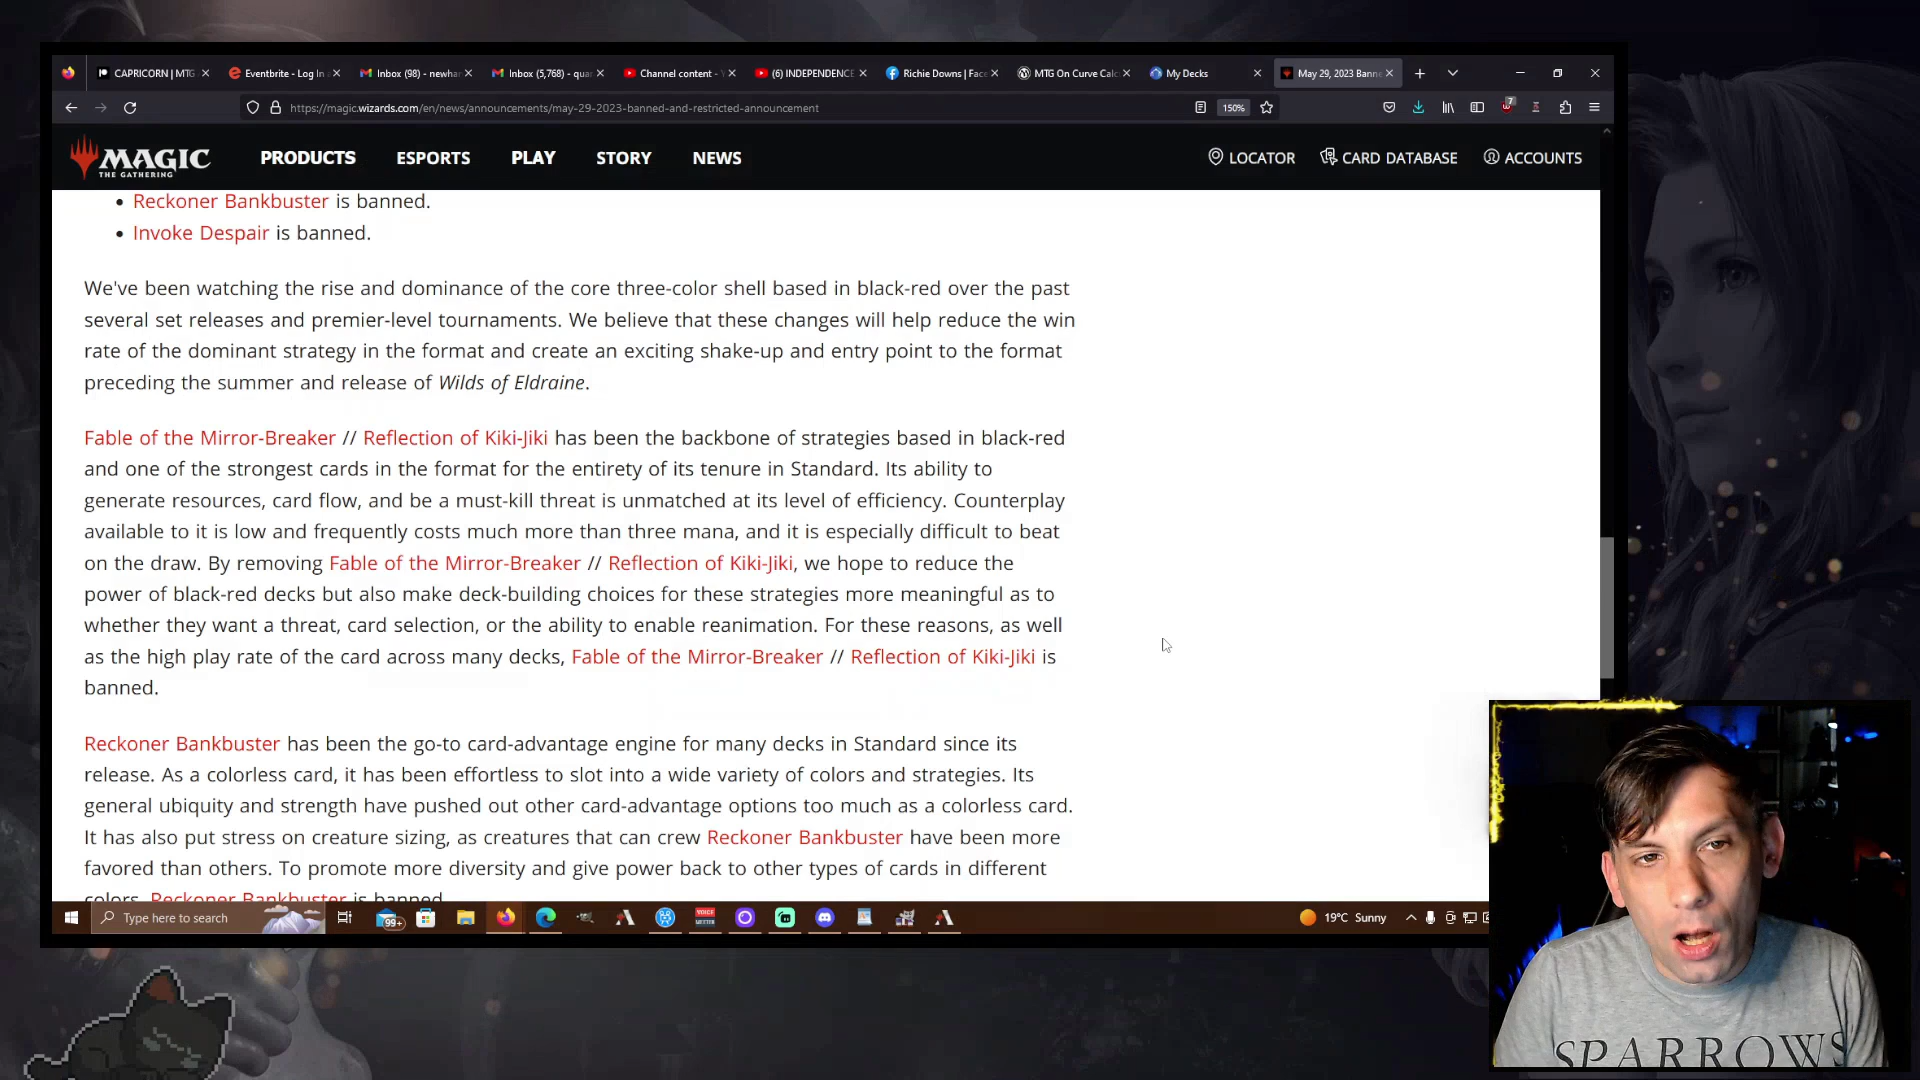 CAPRICORN | MTG
Eventbrite - Log In
Inbox (98) - newhar
Inbox (5,768) - qua
Channel content -
(6) INDEPENDENCE
Richie Downs | Fac
MTG On Curve Calc
My Decks
May 29, 2023 Bann
https://magic.wizards.com/en/news/announcements/may-29-2023-banned-and-restricted-announcement
150%
7
MAGIC
THE GATHERING
PRODUCTS
ESPORTS
PLAY
STORY
NEWS
LOCATOR
CARD DATABASE
ACCOUNTS
• Reckoner Bankbuster is banned.
• Invoke Despair is banned.
We've been watching the rise and dominance of the core three-color shell based in black-red over the past
several set releases and premier-level tournaments. We believe that these changes will help reduce the win
rate of the dominant strategy in the format and create an exciting shake-up and entry point to the format
preceding the summer and release of Wilds of Eldraine.
Fable of the Mirror-Breaker // Reflection of Kiki-Jiki has been the backbone of strategies based in black-red
and one of the strongest cards in the format for the entirety of its tenure in Standard. Its ability to
generate resources, card flow, and be a must-kill threat is unmatched at its level of efficiency. Counterplay
available to it is low and frequently costs much more than three mana, and it is especially difficult to beat
on the draw. By removing Fable of the Mirror-Breaker // Reflection of Kiki-Jiki, we hope to reduce the
power of black-red decks but also make deck-building choices for these strategies more meaningful as to
whether they want a threat, card selection, or the ability to enable reanimation. For these reasons, as well
as the high play rate of the card across many decks, Fable of the Mirror-Breaker // Reflection of Kiki-Jiki is
banned.
Reckoner Bankbuster has been the go-to card-advantage engine for many decks in Standard since its
release. As a colorless card, it has been effortless to slot into a wide variety of colors and strategies. Its
general ubiquity and strength have pushed out other card-advantage options too much as a colorless card.
It has also put stress on creature sizing, as creatures that can crew Reckoner Bankbuster have been more
favored than others. To promote more diversity and give power back to other types of cards in different
colors, Reckoner Bankbuster is banned.
Type here to search
99+
19°C Sunny
SPARROWS